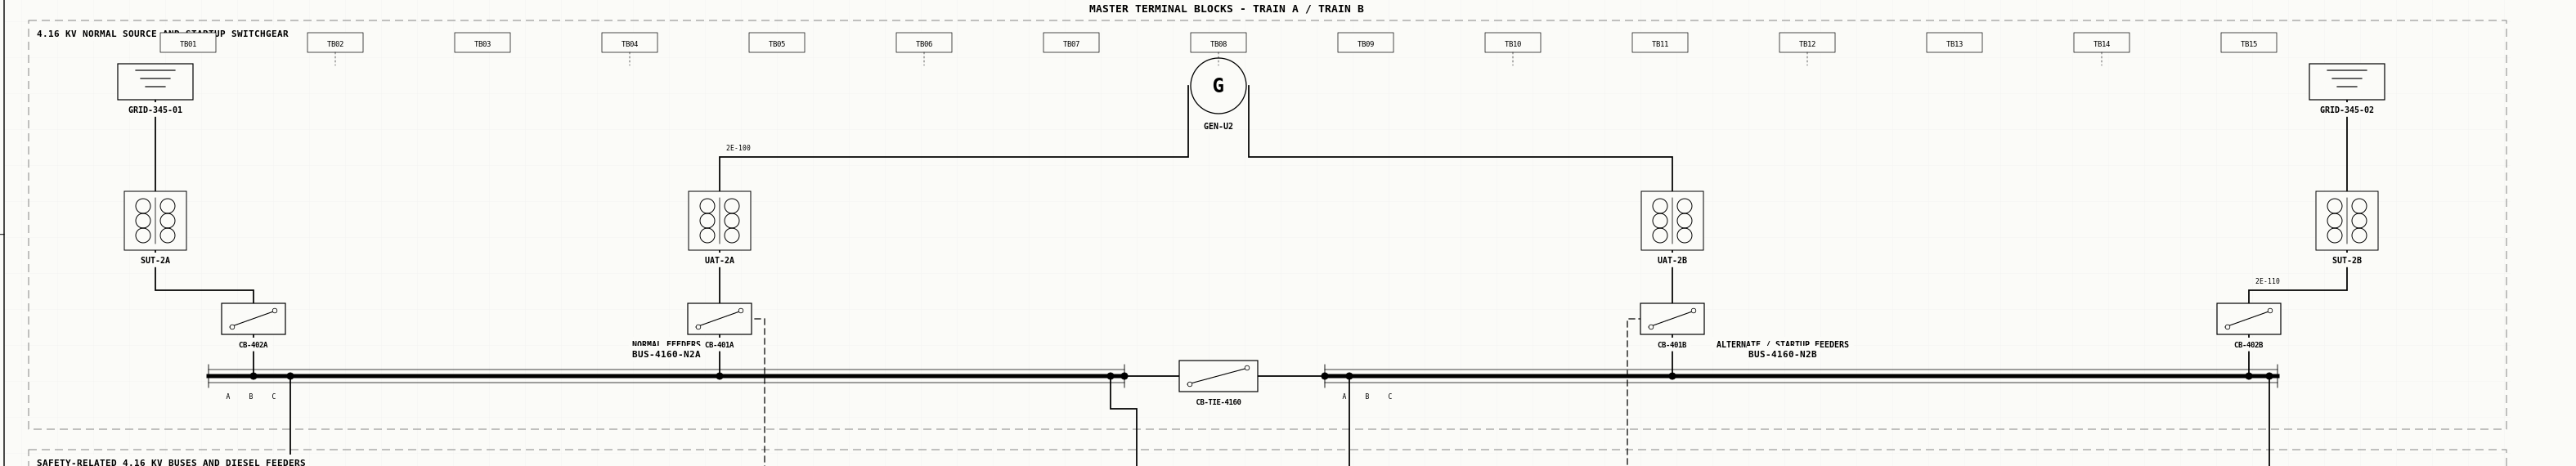 MASTER TERMINAL BLOCKS - TRAIN A / TRAIN B
4.16 KV NORMAL SOURCE AND STARTUP SWITCHGEAR
TB01 TB02 TB03 TB04 TB05 TB06 TB07 TB08 TB09 TB10 TB11 TB12 TB13 TB14 TB15
G
GRID-345-01
GRID-345-02
GEN-U2
2E-100
SUT-2A
UAT-2A
UAT-2B
SUT-2B
2E-110
CB-402A
NORMAL FEEDERS
CB-401A
CB-401B
ALTERNATE / STARTUP FEEDERS
CB-402B
BUS-4160-N2A
BUS-4160-N2B
A B C
CB-TIE-4160
A B C
SAFETY-RELATED 4.16 KV BUSES AND DIESEL FEEDERS